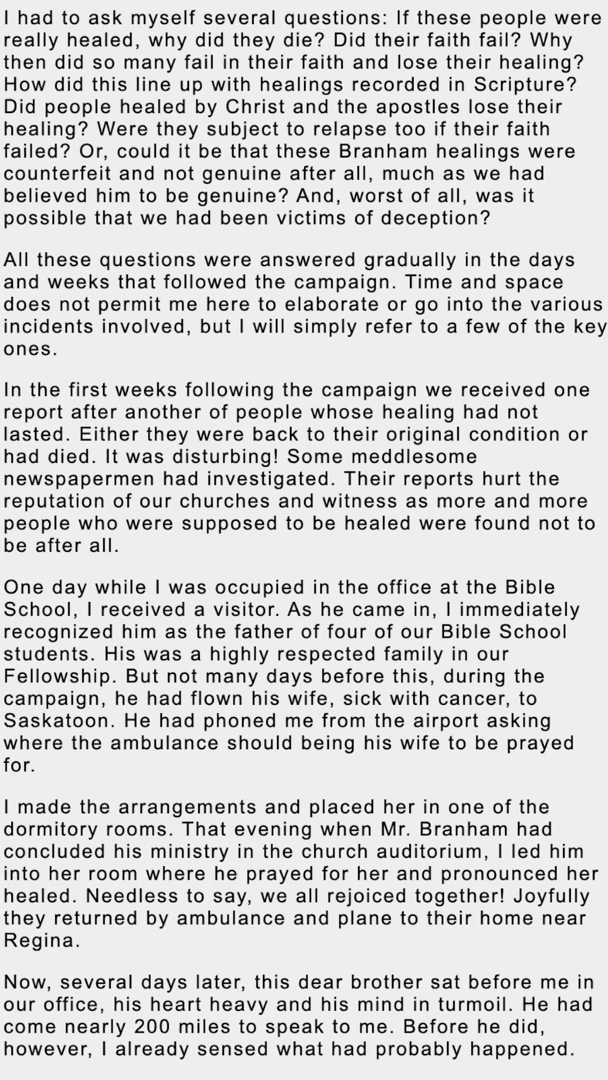 I had to ask myself several questions: If these people were
really healed, why did they die? Did their faith fail? Why
then did so many fail in their faith and lose their healing?
How did this line up with healings recorded in Scripture?
Did people healed by Christ and the apostles lose their
healing? Were they subject to relapse too if their faith
failed? Or, could it be that these Branham healings were
counterfeit and not genuine after all, much as we had
believed him to be genuine? And, worst of all, was it
possible that we had been victims of deception?
All these questions were answered gradually in the days
and weeks that followed the campaign. Time and space
does not permit me here to elaborate or go into the various
incidents involved, but I will simply refer to a few of the key
ones.
In the first weeks following the campaign we received one
report after another of people whose healing had not
lasted. Either they were back to their original condition or
had died. It was disturbing! Some meddlesome
newspapermen had investigated. Their reports hurt the
reputation of our churches and witness as more and more
people who were supposed to be healed were found not to
be after all.
One day while I was occupied in the office at the Bible
School, I received a visitor. As he came in, I immediately
recognized him as the father of four of our Bible School
students. His was a highly respected family in our
Fellowship. But not many days before this, during the
campaign, he had flown his wife, sick with cancer, to
Saskatoon. He had phoned me from the airport asking
where the ambulance should being his wife to be prayed
for.
I made the arrangements and placed her in one of the
dormitory rooms. That evening when Mr. Branham had
concluded his ministry in the church auditorium, I led him
into her room where he prayed for her and pronounced her
healed. Needless to say, we all rejoiced together! Joyfully
they returned by ambulance and plane to their home near
Regina.
Now, several days later, this dear brother sat before me in
our office, his heart heavy and his mind in turmoil. He had
come nearly 200 miles to speak to me. Before he did,
however, I already sensed what had probably happened.